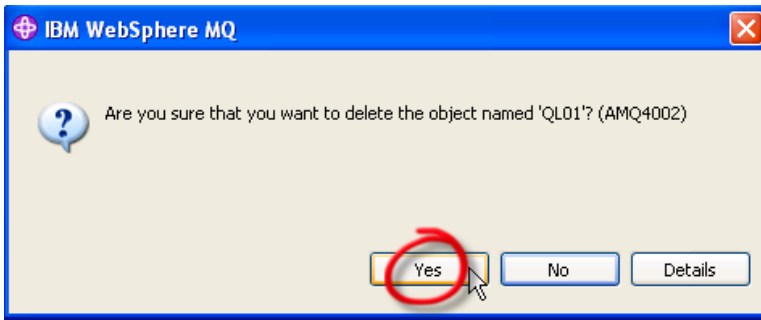 IBM WebSphere MQ
Are you sure that you want to delete the object named 'QL01'? (AMQ4002)
Yes No Details